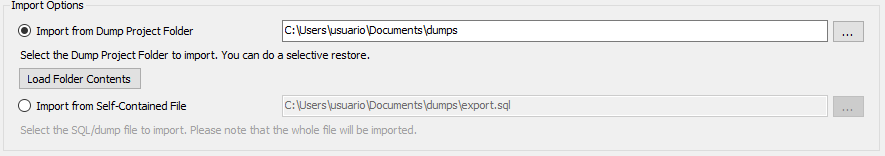 Import Options
Import from Dump Project Folder C:\Users\usuario\Documents\dumps ...
Select the Dump Project Folder to import. You can do a selective restore.
Load Folder Contents
Import from Self-Contained File C:\Users\usuario\Documents\dumps\export.sql ...
Select the SQL/dump file to import. Please note that the whole file will be imported.